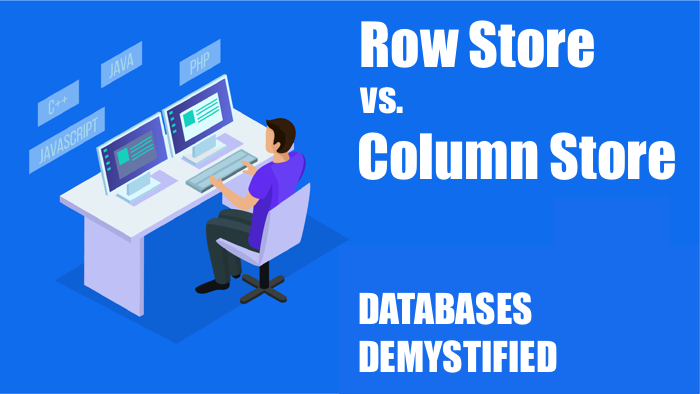 Row Store
vs.
Column Store
DATABASES
DEMYSTIFIED
JAVA
PHP
C++
JAVASCRIPT